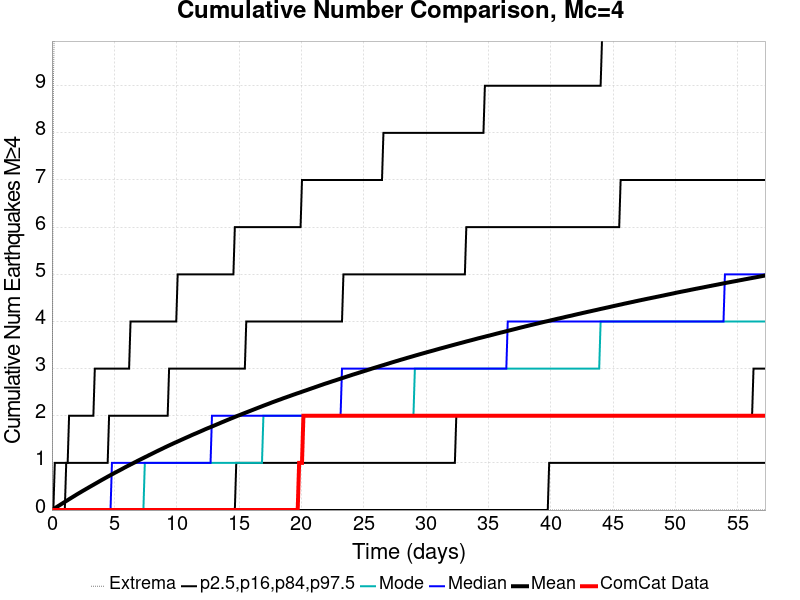 Cumulative Number Comparison, Mc=4
Cumulative Num Earthquakes M≥4
9
8
7
6
5
4
3
2
1
0
0 5 10 15 20 25 30 35 40 45 50 55
Time (days)
Extrema p2.5,p16,p84,p97.5 Mode Median Mean ComCat Data